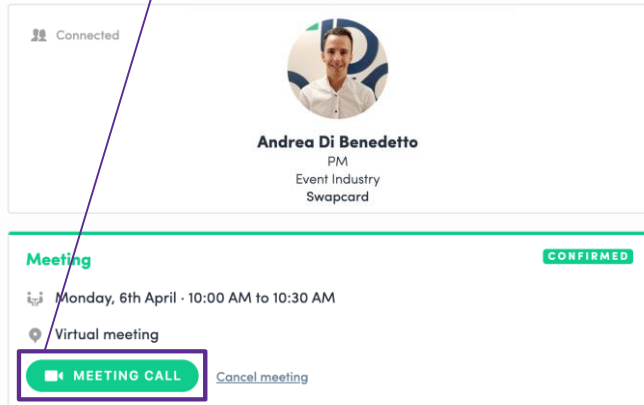 Connected
Andrea Di Benedetto
PM
Event Industry
Swapcard
Meeting
CONFIRMED
Monday, 6th April · 10:00 AM to 10:30 AM
Virtual meeting
MEETING CALL
Cancel meeting